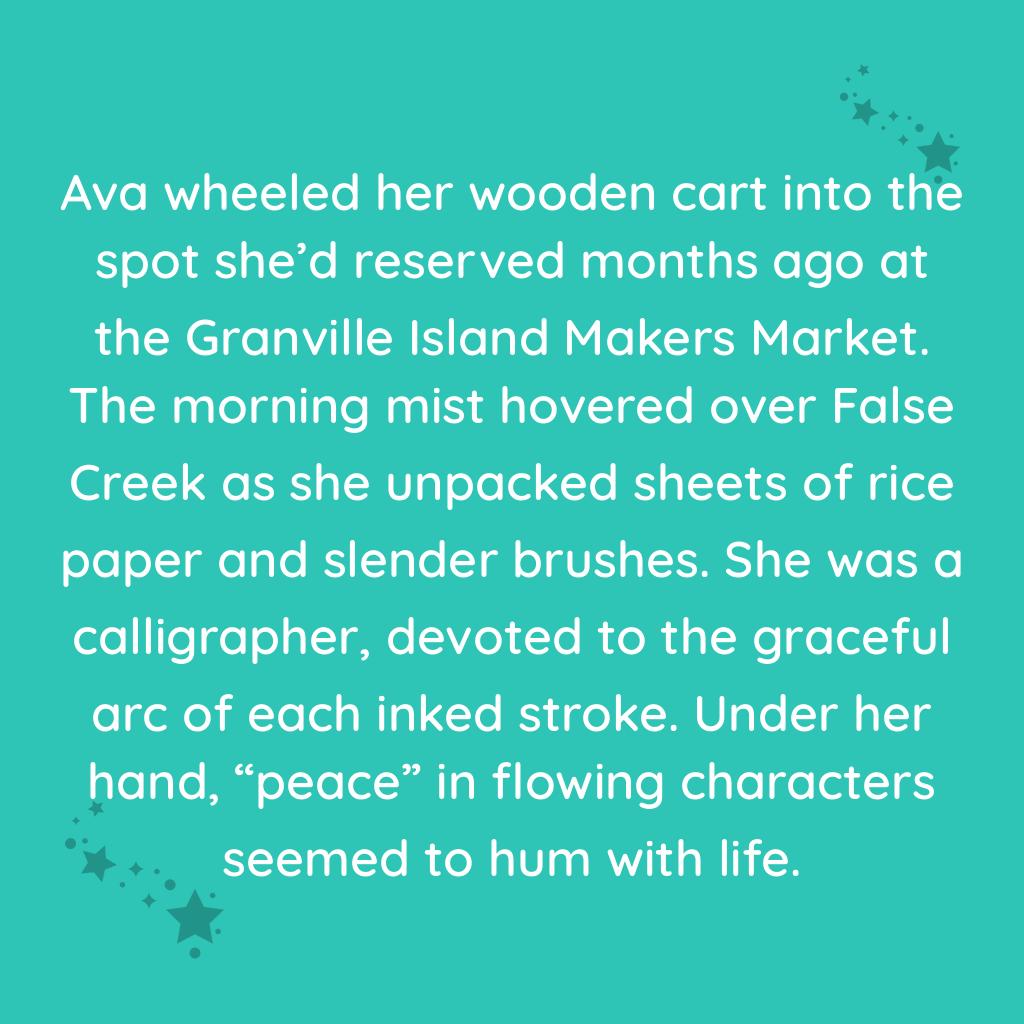 Ava wheeled her wooden cart into the
spot she’d reserved months ago at
the Granville Island Makers Market.
The morning mist hovered over False
Creek as she unpacked sheets of rice
paper and slender brushes. She was a
calligrapher, devoted to the graceful
arc of each inked stroke. Under her
hand, “peace” in flowing characters
seemed to hum with life.